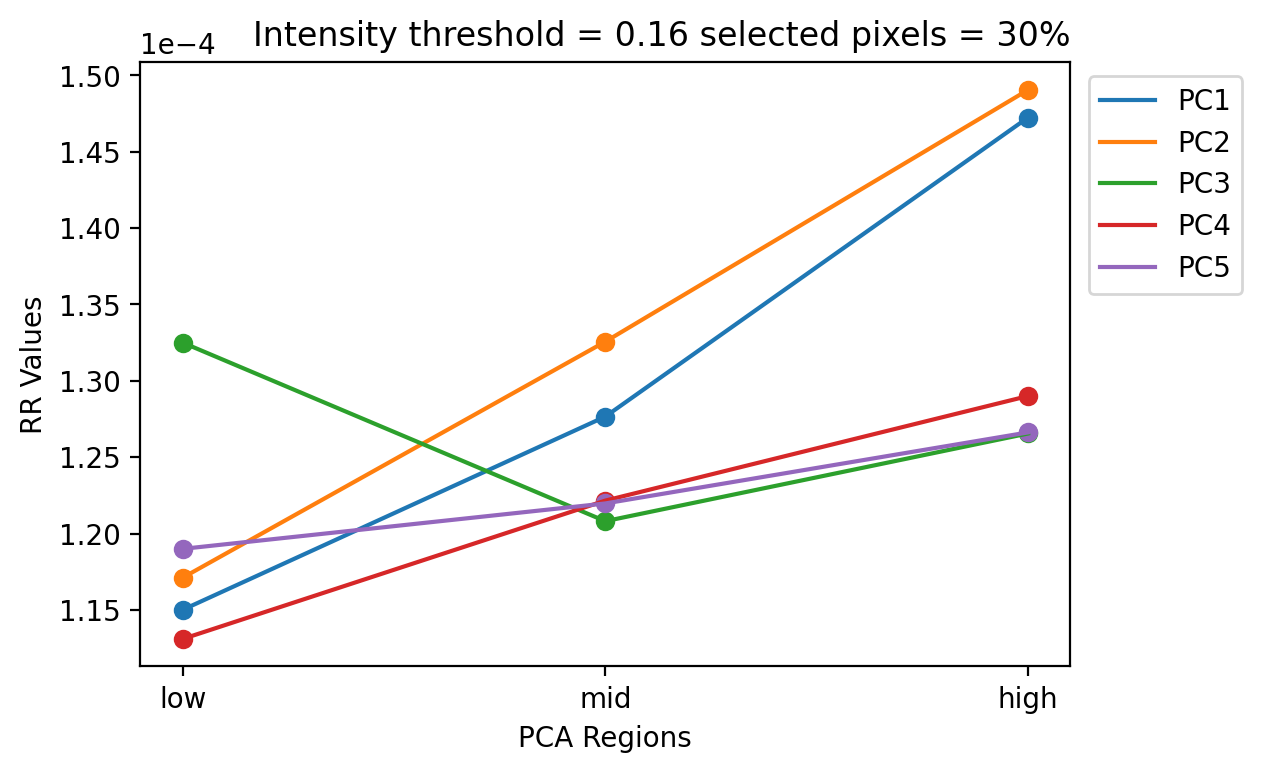 1e−4
Intensity threshold = 0.16 selected pixels = 30%
1.50
1.45
1.40
1.35
1.30
1.25
1.20
1.15
RR Values
low
mid
high
PCA Regions
PC1
PC2
PC3
PC4
PC5